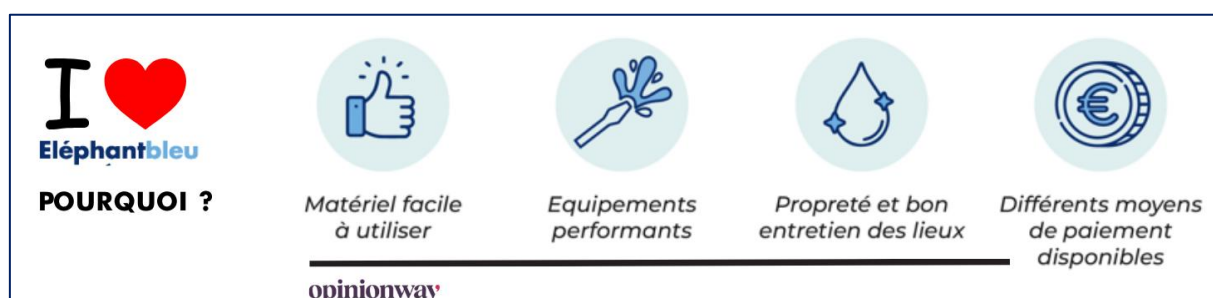 I
Eléphantbleu
POURQUOI ?
Matériel facile
à utiliser
Equipements
performants
Propreté et bon
entretien des lieux
€
Différents moyens
de paiement
disponibles
opinionway